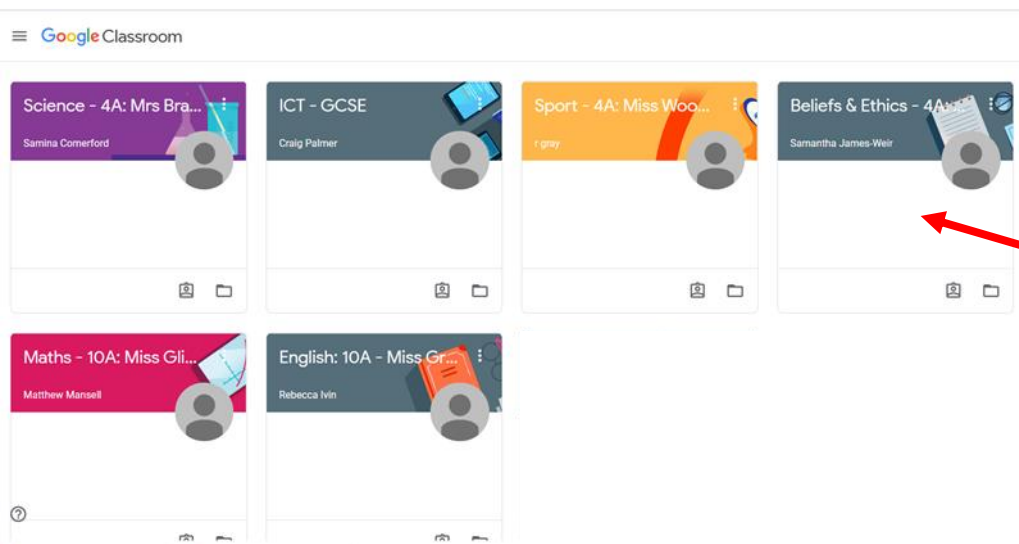 Google Classroom
Science - 4A: Mrs Bra...
Samina Comerford
ICT - GCSE
Craig Palmer
Sport - 4A: Miss Woo...
r gray
Beliefs & Ethics - 4A:...
Samantha James-Weir
Maths - 10A: Miss Gli...
Matthew Mansell
English: 10A - Miss Gr...
Rebecca Ivin